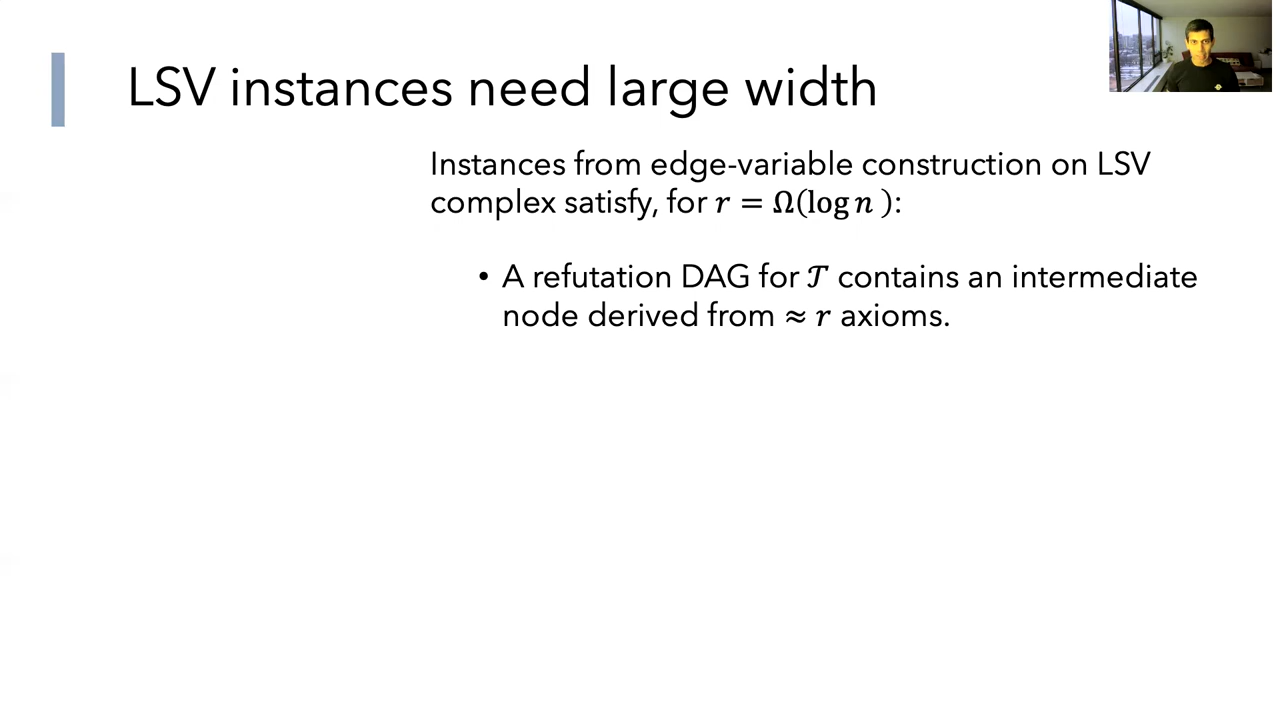 LSV instances need large width
Instances from edge-variable construction on LSV
complex satisfy, for 𝑟 = Ω(log 𝑛 ):
• A refutation DAG for 𝒯 contains an intermediate
node derived from ≈ 𝑟 axioms.